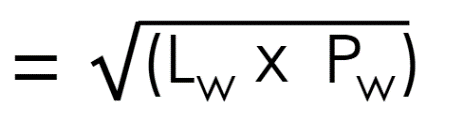 = √(L_w x P_w)